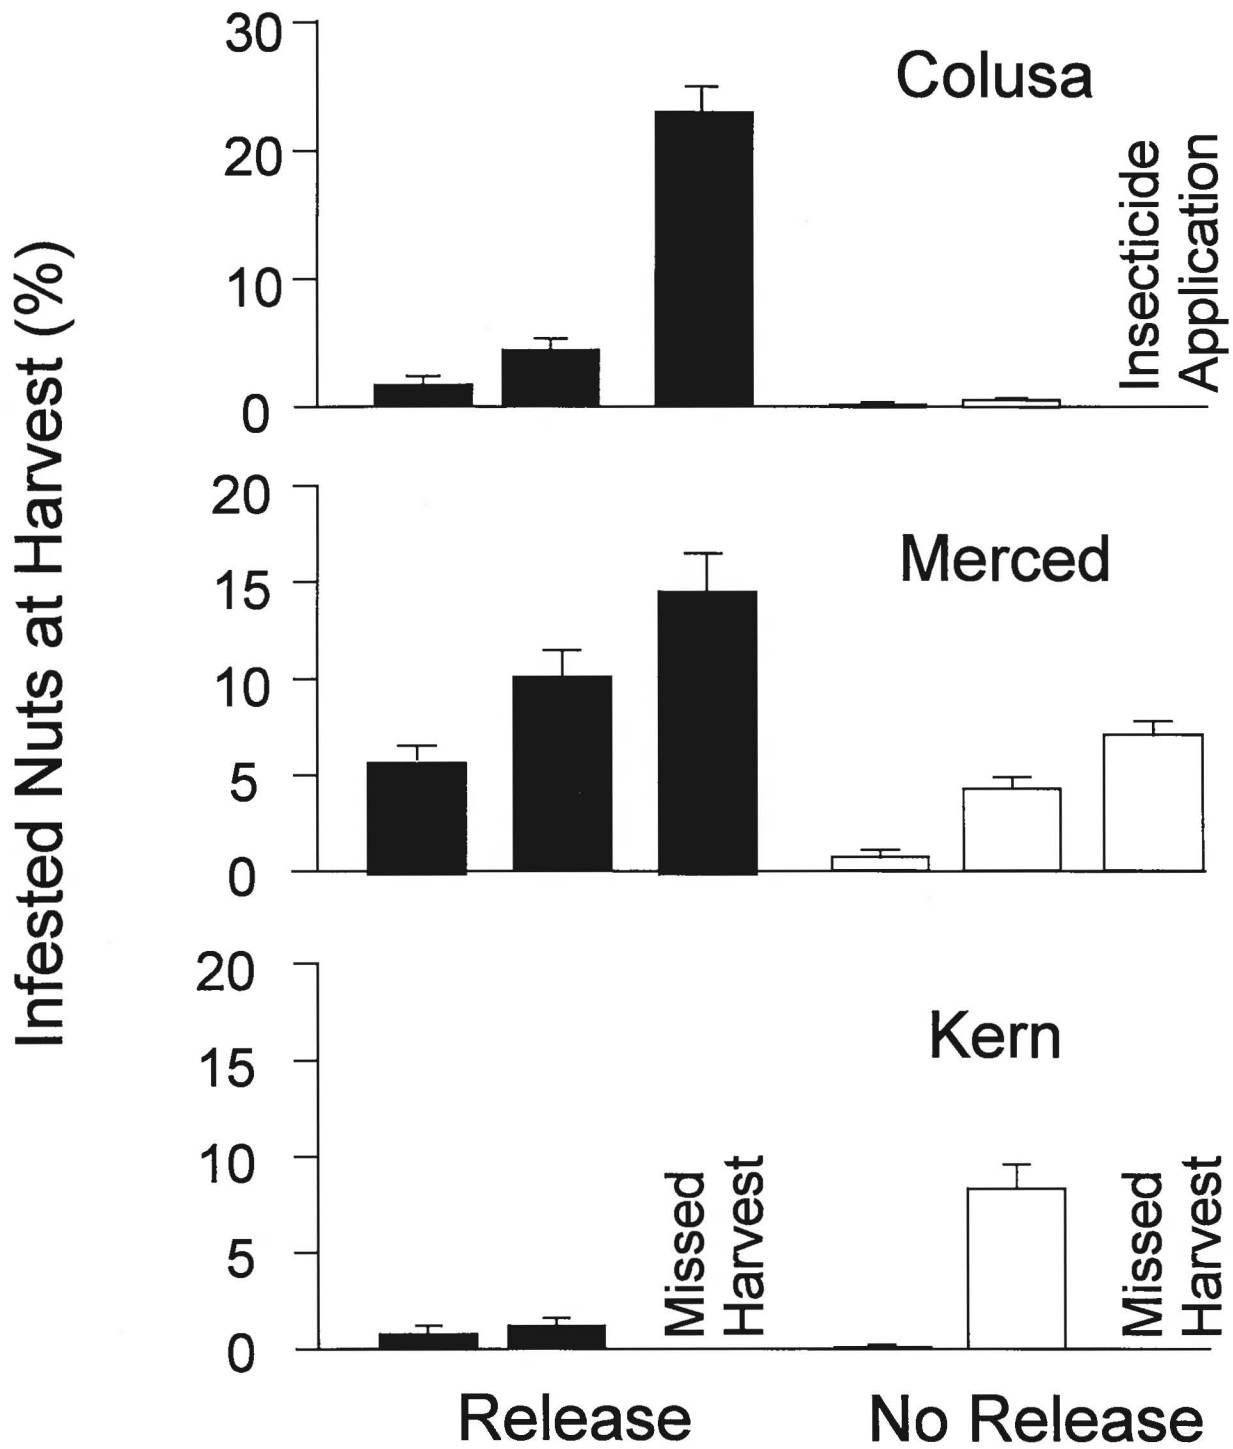 Infested Nuts at Harvest (%)
30
20
10
0
Colusa
Insecticide
Application
20
15
10
5
0
Merced
20
15
10
5
0
Kern
Missed
Harvest
Missed
Harvest
Release
No Release